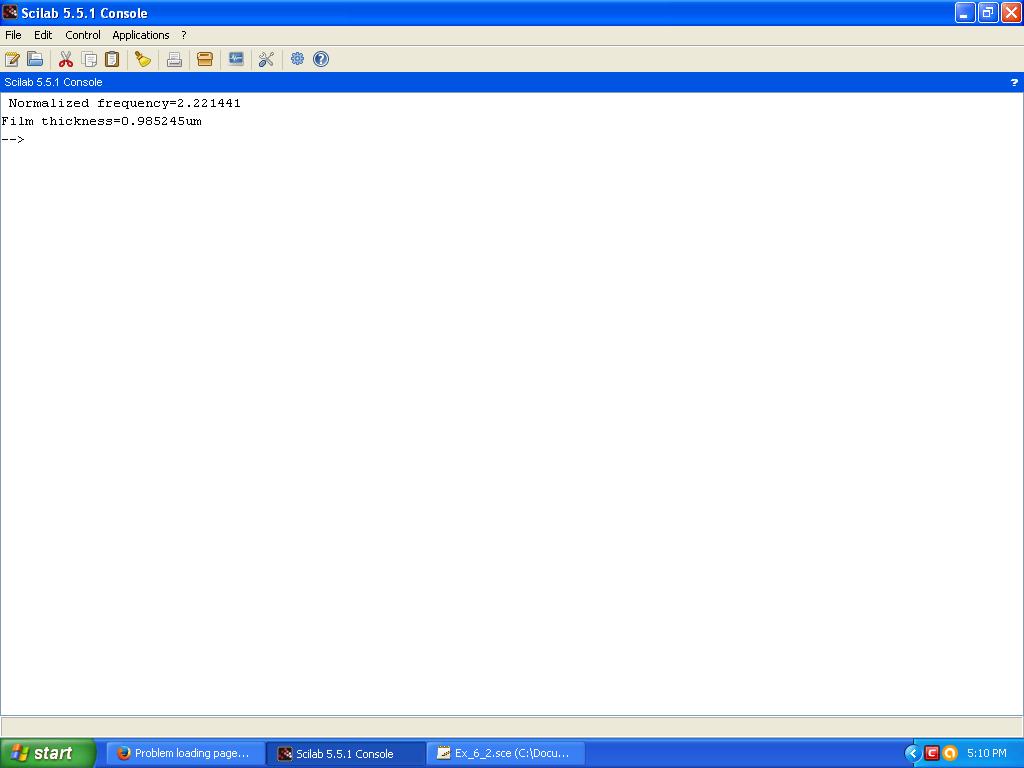 Scilab 5.5.1 Console
File Edit Control Applications ?
Scilab 5.5.1 Console ?
Normalized frequency=2.221441
Film thickness=0.985245um
-->
start Problem loading page... Scilab 5.5.1 Console Ex_6_2.sce (C:\Docu... 5:10 PM